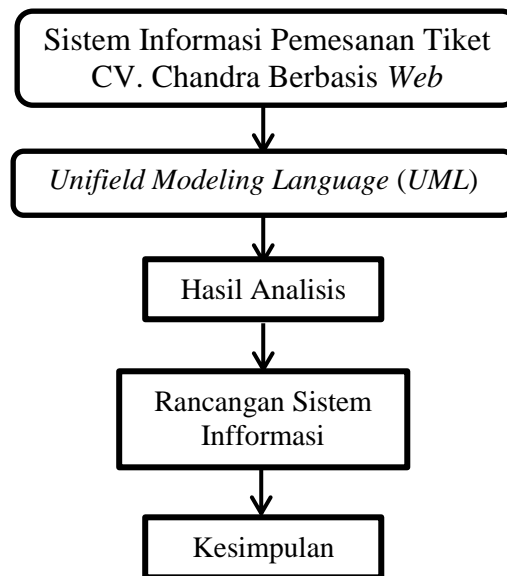 Sistem Informasi Pemesanan Tiket
CV. Chandra Berbasis Web
Unifield Modeling Language (UML)
Hasil Analisis
Rancangan Sistem
Infformasi
Kesimpulan